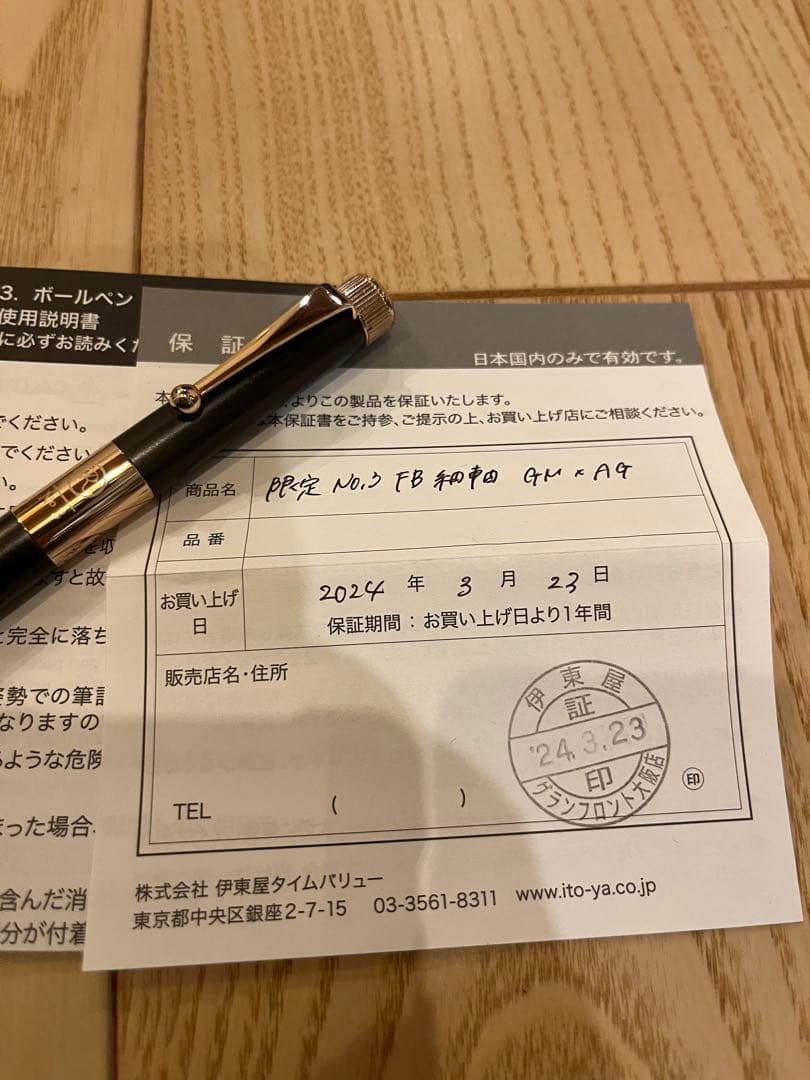 3. ボールペン
使用説明書
に必ずお読みくだ
でください。
でください
い。
を収
ますと故
と完全に落ち
姿勢での筆記
なりますの
るような危険
まった場合、
含んだ消
分が付着
保 証
日本国内のみで有効です。
本
よりこの製品を保証いたします。
本保証書をご持参、ご提示の上、お買い上げ店にご相談ください。
商品名 限定 No.3 FB 細軸 GM × AG
品 番
お買い上げ日 2024 年 3 月 23 日
保証期間:お買い上げ日より1年間
販売店名・住所
伊東屋
証
'24.3.23
印
グランフロント大阪店
印
TEL ( )
株式会社 伊東屋タイムバリュー
東京都中央区銀座2-7-15 03-3561-8311 www.ito-ya.co.jp